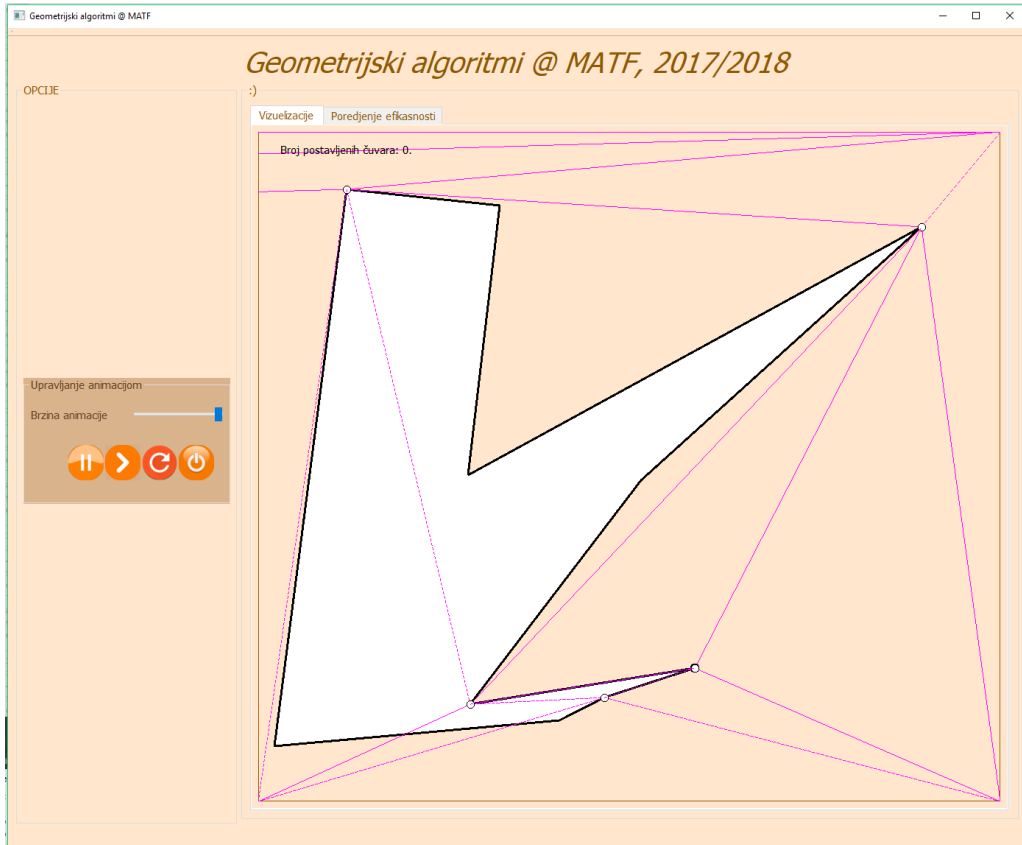 Geometrijski algoritmi @ MATF
Geometrijski algoritmi @ MATF, 2017/2018
OPCIJE
:)
Vizuelizacije
Poredjenje efikasnosti
Broj postavljenih čuvara: 0.
Upravljanje animacijom
Brzina animacije